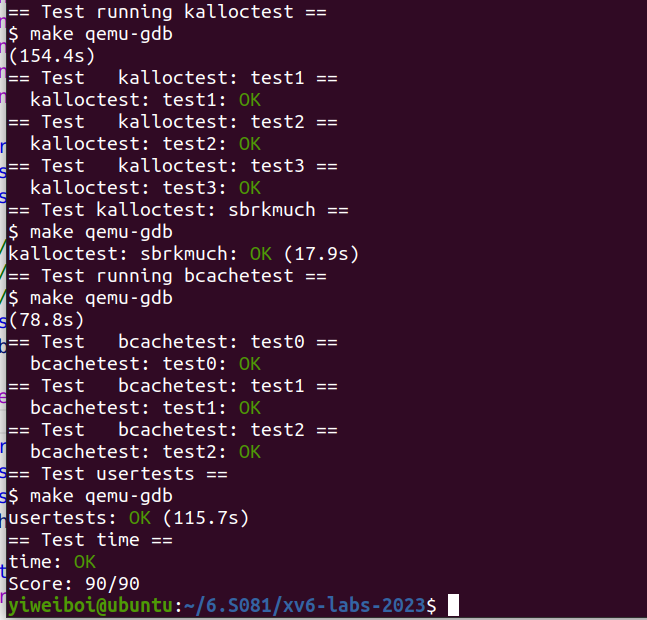 == Test running kalloctest ==
$ make qemu-gdb
(154.4s)
== Test   kalloctest: test1 ==
  kalloctest: test1: OK
== Test   kalloctest: test2 ==
  kalloctest: test2: OK
== Test   kalloctest: test3 ==
  kalloctest: test3: OK
== Test kalloctest: sbrkmuch ==
$ make qemu-gdb
kalloctest: sbrkmuch: OK (17.9s)
== Test running bcachetest ==
$ make qemu-gdb
(78.8s)
== Test   bcachetest: test0 ==
  bcachetest: test0: OK
== Test   bcachetest: test1 ==
  bcachetest: test1: OK
== Test   bcachetest: test2 ==
  bcachetest: test2: OK
== Test usertests ==
$ make qemu-gdb
usertests: OK (115.7s)
== Test time ==
time: OK
Score: 90/90
yiweiboi@ubuntu:~/6.S081/xv6-labs-2023$